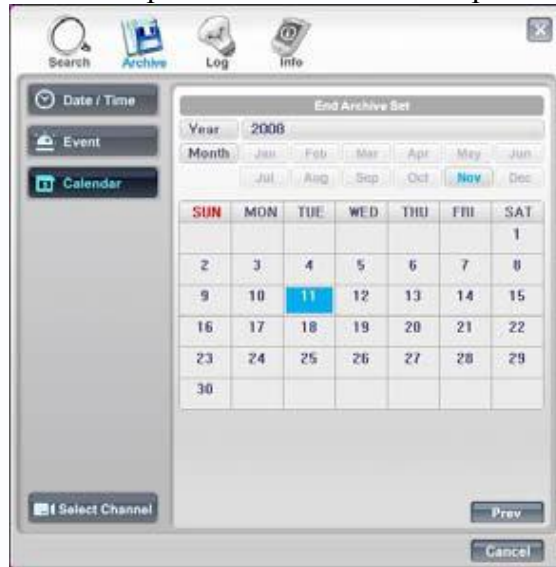 Search Archive Log Info
Date / Time
End Archive Set
Event
Year 2008
Month Jan Feb Mar Apr May Jun
Jul Aug Sep Oct Nov Dec
Calendar
SUN MON TUE WED THU FRI SAT
1
2 3 4 5 6 7 8
9 10 11 12 13 14 15
16 17 18 19 20 21 22
23 24 25 26 27 28 29
30
Select Channel
Prev
Cancel